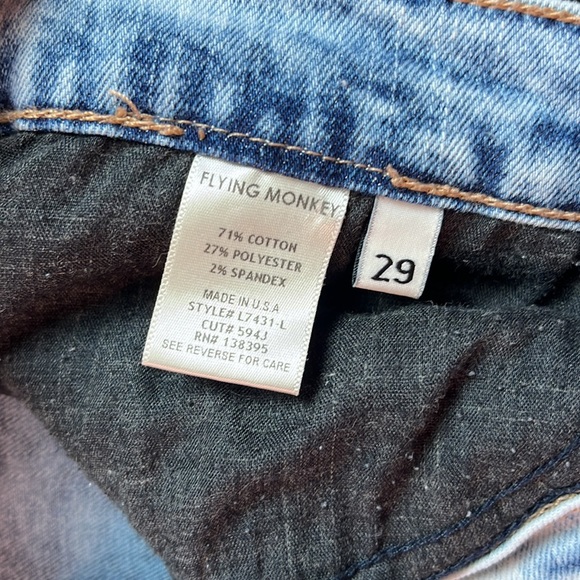 FLYING MONKEY
71% COTTON
27% POLYESTER
2% SPANDEX
MADE IN U.S.A
STYLE# L7431-L
CUT# 594J
RN# 138395
SEE REVERSE FOR CARE
29